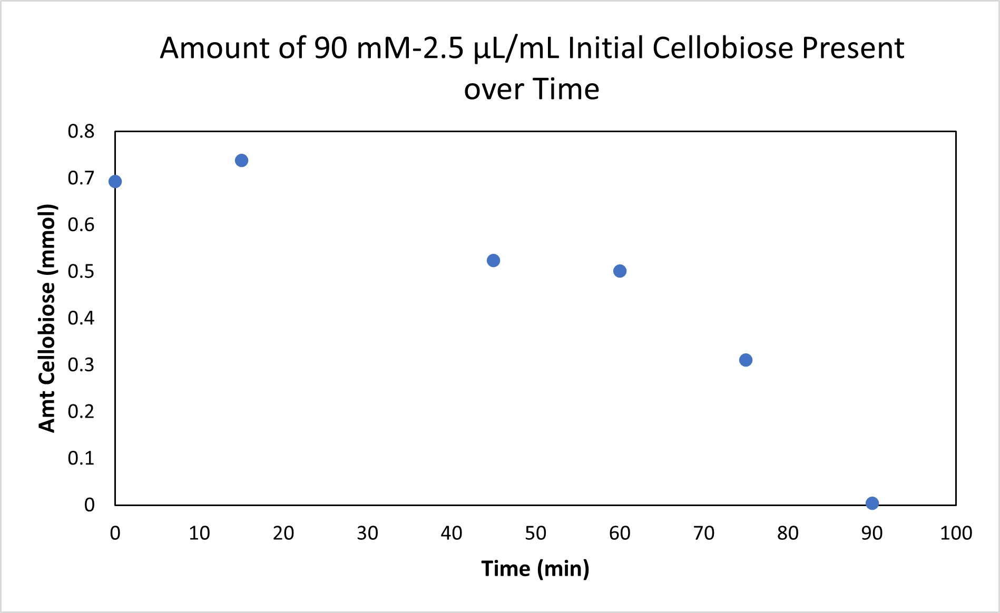 Amount of 90 mM-2.5 µL/mL Initial Cellobiose Present
over Time
Amt Cellobiose (mmol)
0.8
0.7
0.6
0.5
0.4
0.3
0.2
0.1
0
0 10 20 30 40 50 60 70 80 90 100
Time (min)